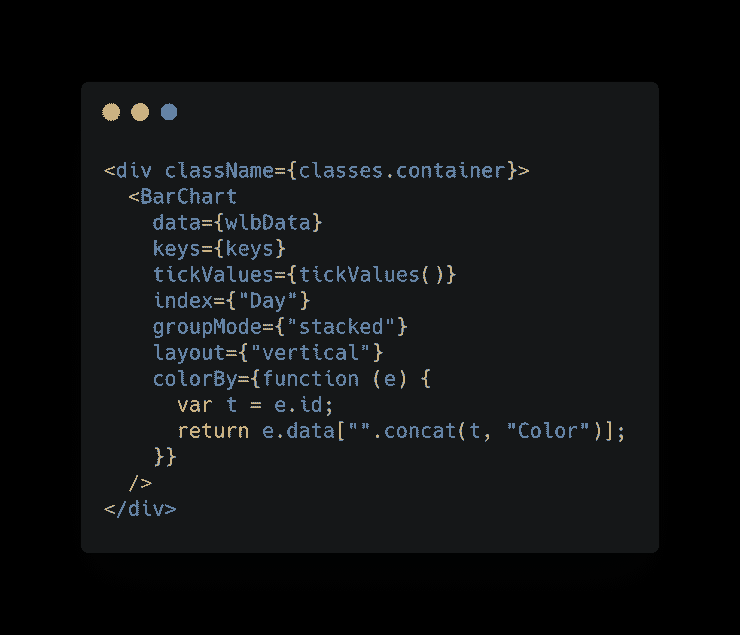 <div className={classes.container}>
  <BarChart
    data={wlbData}
    keys={keys}
    tickValues={tickValues()}
    index={"Day"}
    groupMode={"stacked"}
    layout={"vertical"}
    colorBy={function (e) {
      var t = e.id;
      return e.data["".concat(t, "Color")];
    }}
  />
</div>